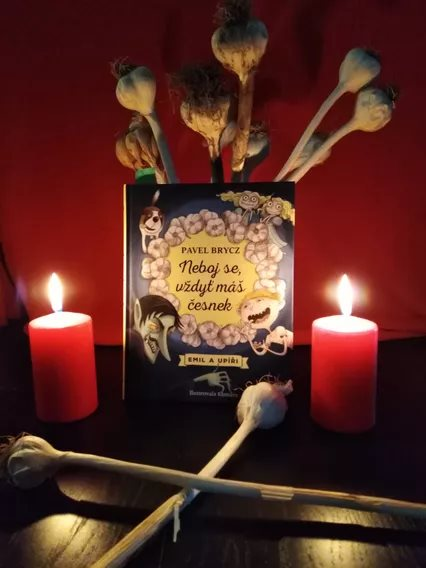 PAVEL BRYCZ
Neboj se,
vždyť máš
česnek
EMIL A UPÍŘI